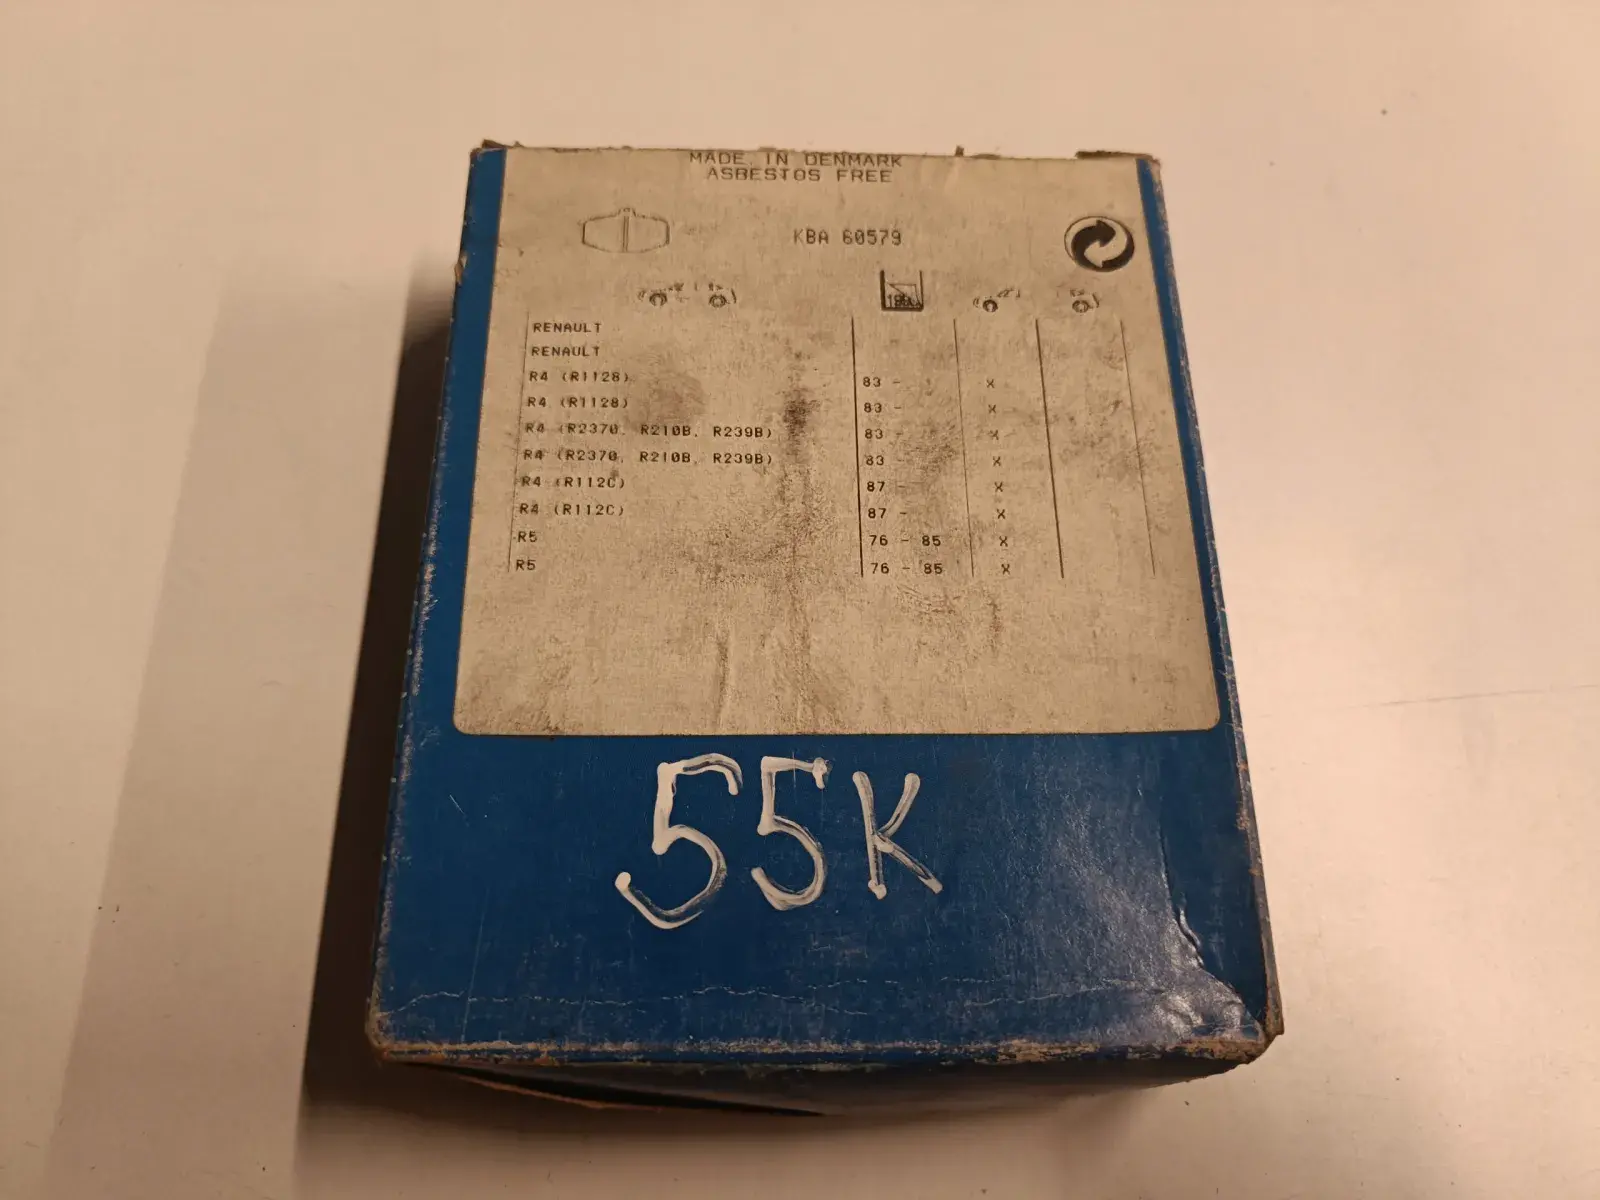 MADE IN DENMARK
ASBESTOS FREE
KBA 60579
RENAULT
RENAULT
R4 (R1128) 83 - X
R4 (R1128) 83 - X
R4 (R2370, R210B, R239B) 83 - X
R4 (R2370, R210B, R239B) 83 X
R4 (R112C) 87 - X
R4 (R112C) 87 - X
R5 76 - 85 X
R5 76 - 85 X
55K